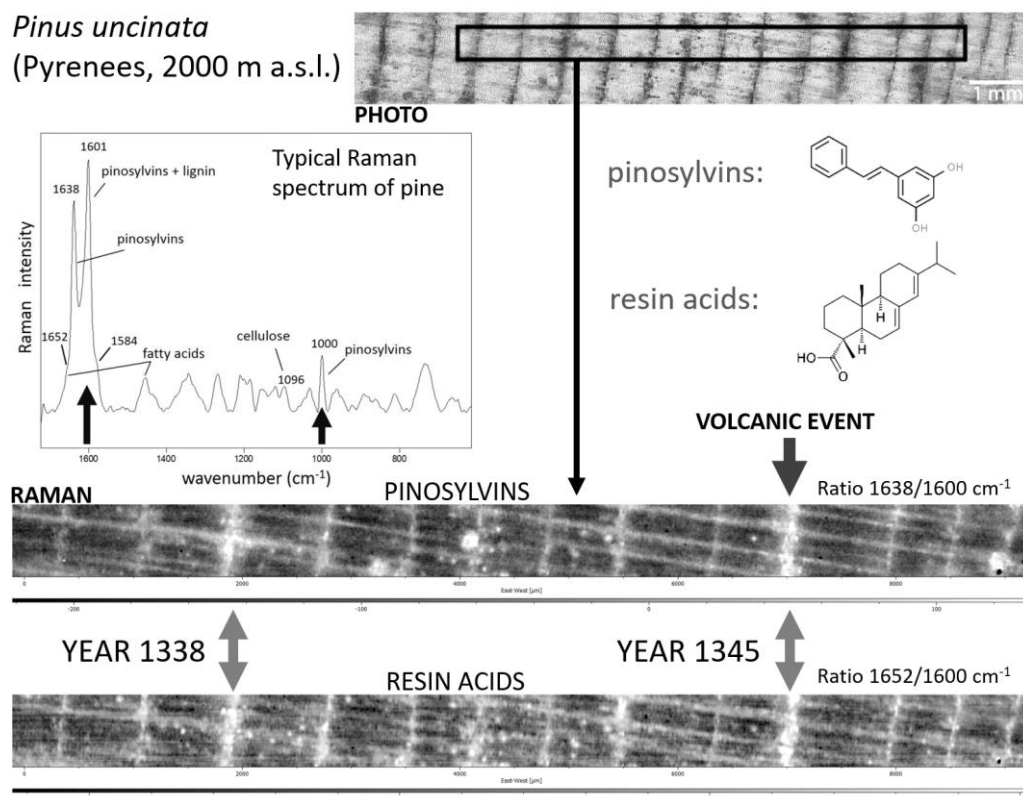 Pinus uncinata
(Pyrenees, 2000 m a.s.l.)
1 mm
PHOTO
1601
1638
pinosylvins + lignin
Typical Raman
spectrum of pine
pinosylvins
1652
1584
fatty acids
cellulose
1096
1000
pinosylvins
Raman intensity
1600
1400
1200
1000
800
wavenumber (cm-1)
pinosylvins:
OH
OH
resin acids:
H
H
HO
O
VOLCANIC EVENT
RAMAN
PINOSYLVINS
Ratio 1638/1600 cm-1
0
2000
4000
6000
8000
East-West [μm]
-200
-100
0
100
YEAR 1338
YEAR 1345
RESIN ACIDS
Ratio 1652/1600 cm-1
0
2000
4000
6000
8000
East-West [μm]